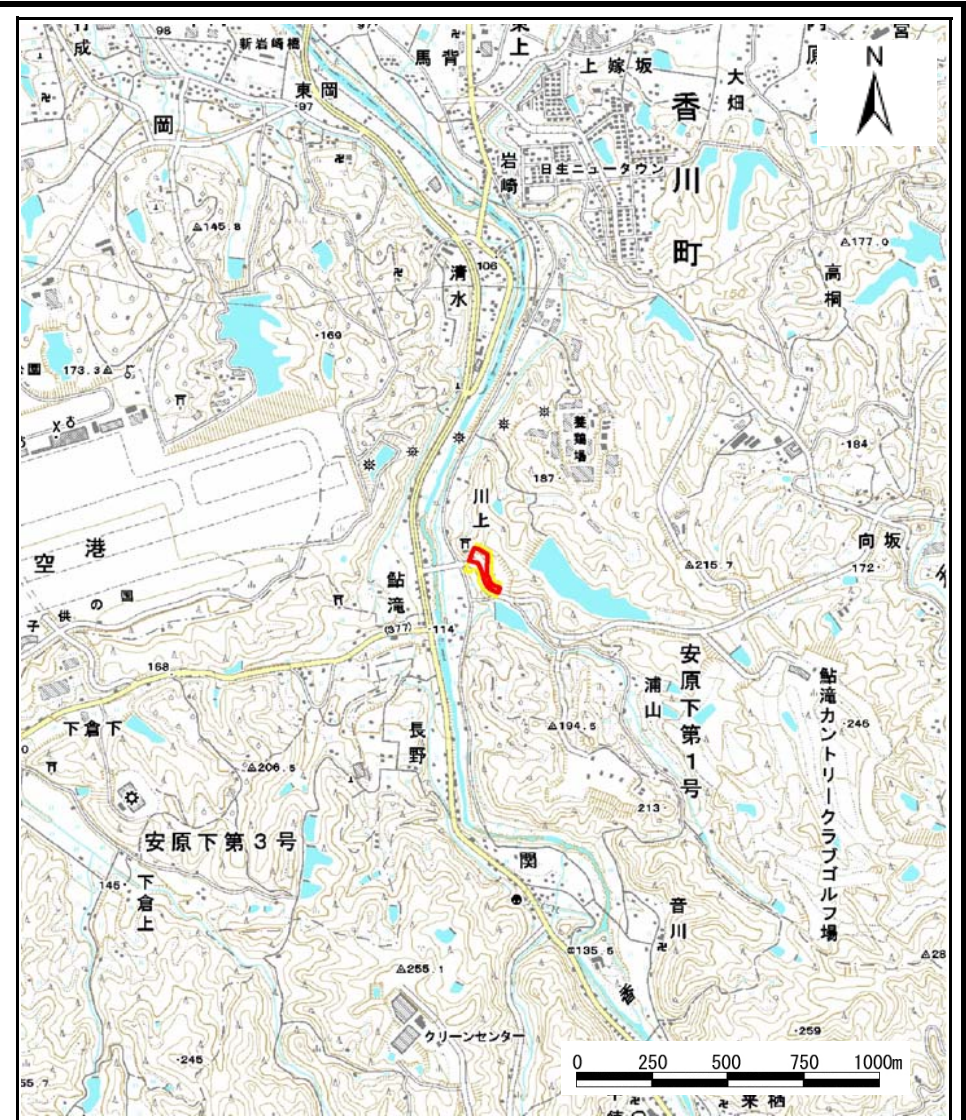 98
新岩崎橋
馬背
上嫁坂
大畑
N
東岡
97
岡
香川町
岩崎
日生ニュータウン
145.8
清水
106
177.0
高桐
150
169
173.3
養鶏場
184
187
川上
空港
向坂
172
215.7
鮎滝
子供の国
(377)
114
168
安原下第1号
浦山
鮎滝カントリークラブゴルフ場
246
下倉下
長野
194.5
206.5
213
安原下第3号
関
145
下倉上
音川
135.5
255.1
香
クリーンセンター
259
245
0 250 500 750 1000m
来栖